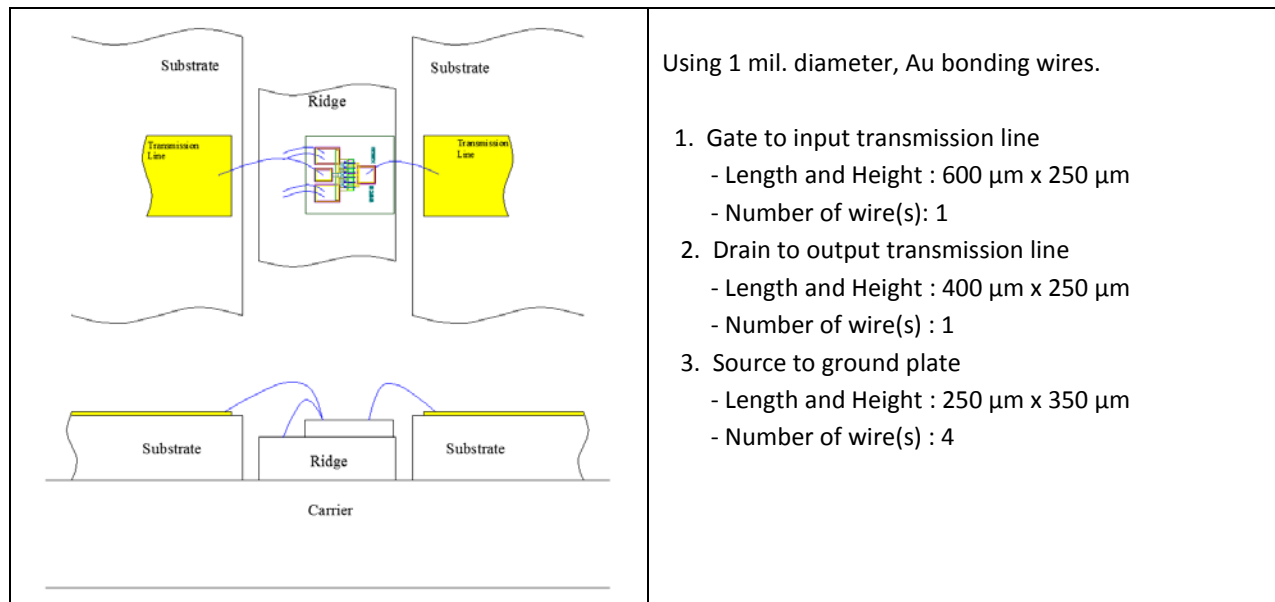 Substrate
Substrate
Ridge
Transmission
Line
Transmission
Line
Substrate
Ridge
Substrate
Carrier
Using 1 mil. diameter, Au bonding wires.
1. Gate to input transmission line
- Length and Height : 600 µm x 250 µm
- Number of wire(s): 1
2. Drain to output transmission line
- Length and Height : 400 µm x 250 µm
- Number of wire(s) : 1
3. Source to ground plate
- Length and Height : 250 µm x 350 µm
- Number of wire(s) : 4